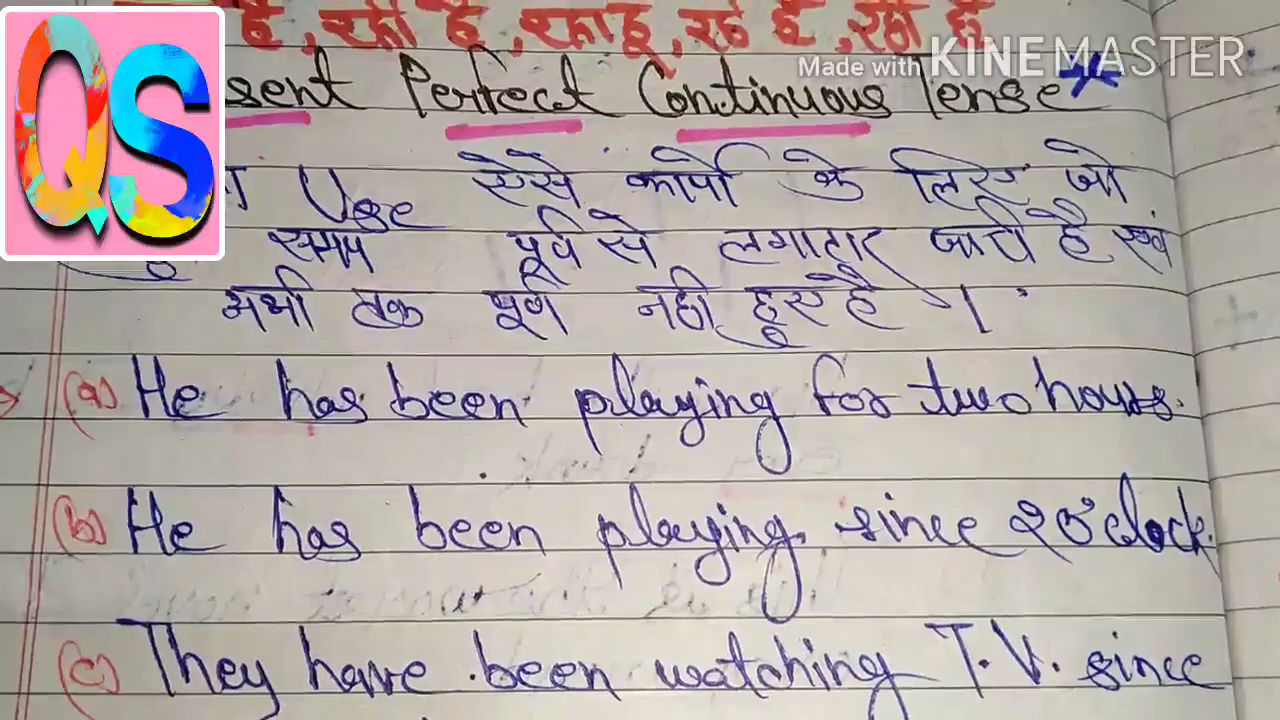 है, रही है, रहा हूँ, रहे हैं, रही हूँ
QS
Made with KINEMASTER
sent Perfect Continuous Tense*
Use ऐसे कार्यो के लिए जो
समय पूर्व से लगातार जारी है एवं
अभी तक पूर्ण नही हुए है ।
(a) He has been playing for two hours.
(b) He has been playing since 2 o'clock.
(c) They have been watching T.V. since